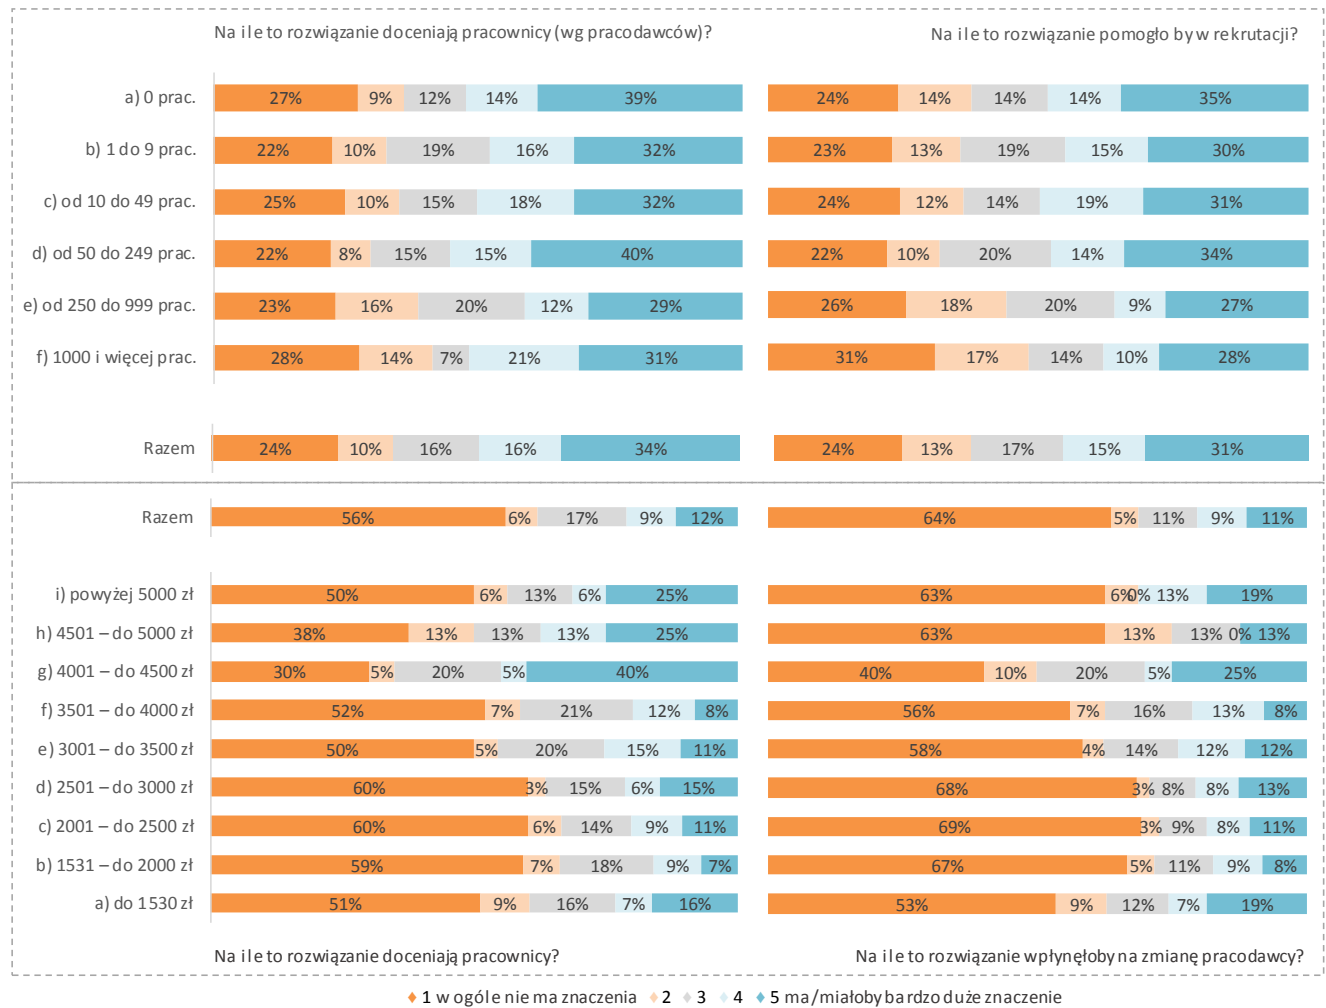 Na ile to rozwiązanie doceniają pracownicy (wg pracodawców)? Na ile to rozwiązanie pomogło by w rekrutacji?
a) 0 prac. 27% 9% 12% 14% 39% 24% 14% 14% 14% 35%
b) 1 do 9 prac. 22% 10% 19% 16% 32% 23% 13% 19% 15% 30%
c) od 10 do 49 prac. 25% 10% 15% 18% 32% 24% 12% 14% 19% 31%
d) od 50 do 249 prac. 22% 8% 15% 15% 40% 22% 10% 20% 14% 34%
e) od 250 do 999 prac. 23% 16% 20% 12% 29% 26% 18% 20% 9% 27%
f) 1000 i więcej prac. 28% 14% 7% 21% 31% 31% 17% 14% 10% 28%
Razem 24% 10% 16% 16% 34% 24% 13% 17% 15% 31%
Razem 56% 6% 17% 9% 12% 64% 5% 11% 9% 11%
i) powyżej 5000 zł 50% 6% 13% 6% 25% 63% 6% 0% 13% 19%
h) 4501 – do 5000 zł 38% 13% 13% 13% 25% 63% 13% 13% 0% 13%
g) 4001 – do 4500 zł 30% 5% 20% 5% 40% 40% 10% 20% 5% 25%
f) 3501 – do 4000 zł 52% 7% 21% 12% 8% 56% 7% 16% 13% 8%
e) 3001 – do 3500 zł 50% 5% 20% 15% 11% 58% 4% 14% 12% 12%
d) 2501 – do 3000 zł 60% 3% 15% 6% 15% 68% 3% 8% 8% 13%
c) 2001 – do 2500 zł 60% 6% 14% 9% 11% 69% 3% 9% 8% 11%
b) 1531 – do 2000 zł 59% 7% 18% 9% 7% 67% 5% 11% 9% 8%
a) do 1530 zł 51% 9% 16% 7% 16% 53% 9% 12% 7% 19%
Na ile to rozwiązanie doceniają pracownicy? Na ile to rozwiązanie wpłynęłoby na zmianę pracodawcy?
1 w ogóle nie ma znaczenia 2 3 4 5 ma/miałoby bardzo duże znaczenie